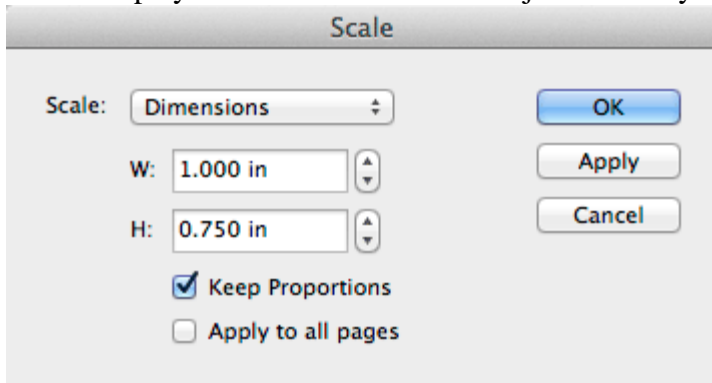 Scale
Scale: Dimensions
OK
W: 1.000 in
Apply
H: 0.750 in
Cancel
Keep Proportions
Apply to all pages